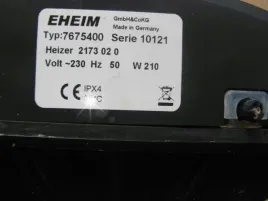 EHEIM GmbH&CoKG
Made in Germany
Typ:7675400 Serie 10121
Heizer 2173 02 0
Volt ~230 Hz 50 W 210
CE IPX4